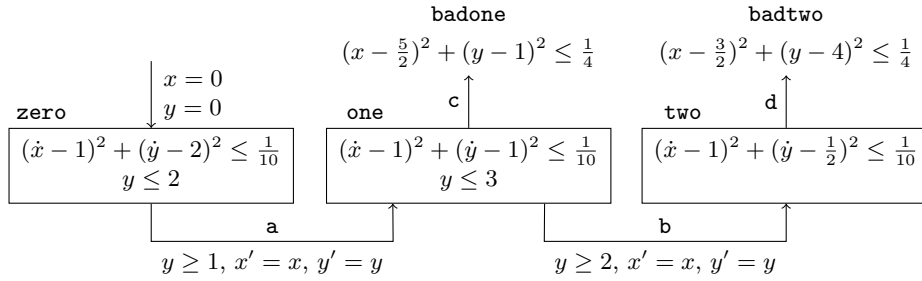 badone
badtwo
(x − 5/2)² + (y − 1)² ≤ 1/4
(x − 3/2)² + (y − 4)² ≤ 1/4
x = 0
y = 0
c
d
zero
one
two
(ẋ − 1)² + (ẏ − 2)² ≤ 1/10
y ≤ 2
(ẋ − 1)² + (ẏ − 1)² ≤ 1/10
y ≤ 3
(ẋ − 1)² + (ẏ − 1/2)² ≤ 1/10
a
b
y ≥ 1, x′ = x, y′ = y
y ≥ 2, x′ = x, y′ = y